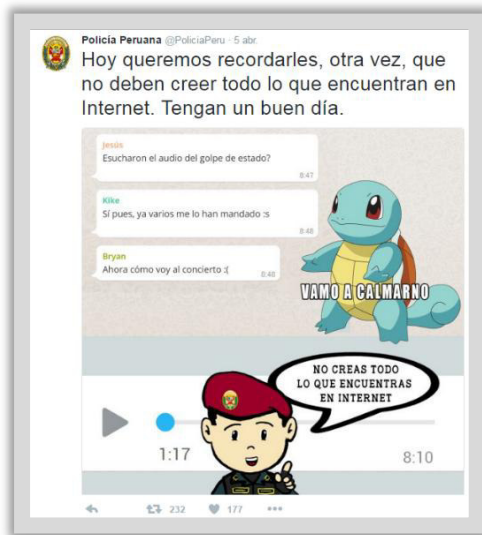 Policía Peruana @PoliciaPeru · 5 abr.
Hoy queremos recordarles, otra vez, que
no deben creer todo lo que encuentran en
Internet. Tengan un buen día.
Jesús
Esucharon el audio del golpe de estado?
8:47
Kike
Sí pues, ya varios me lo han mandado :s
8:48
Bryan
Ahora cómo voy al concierto :(
8:48
VAMO A CALMARNO
NO CREAS TODO
LO QUE ENCUENTRAS
EN INTERNET
1:17
8:10
232
177